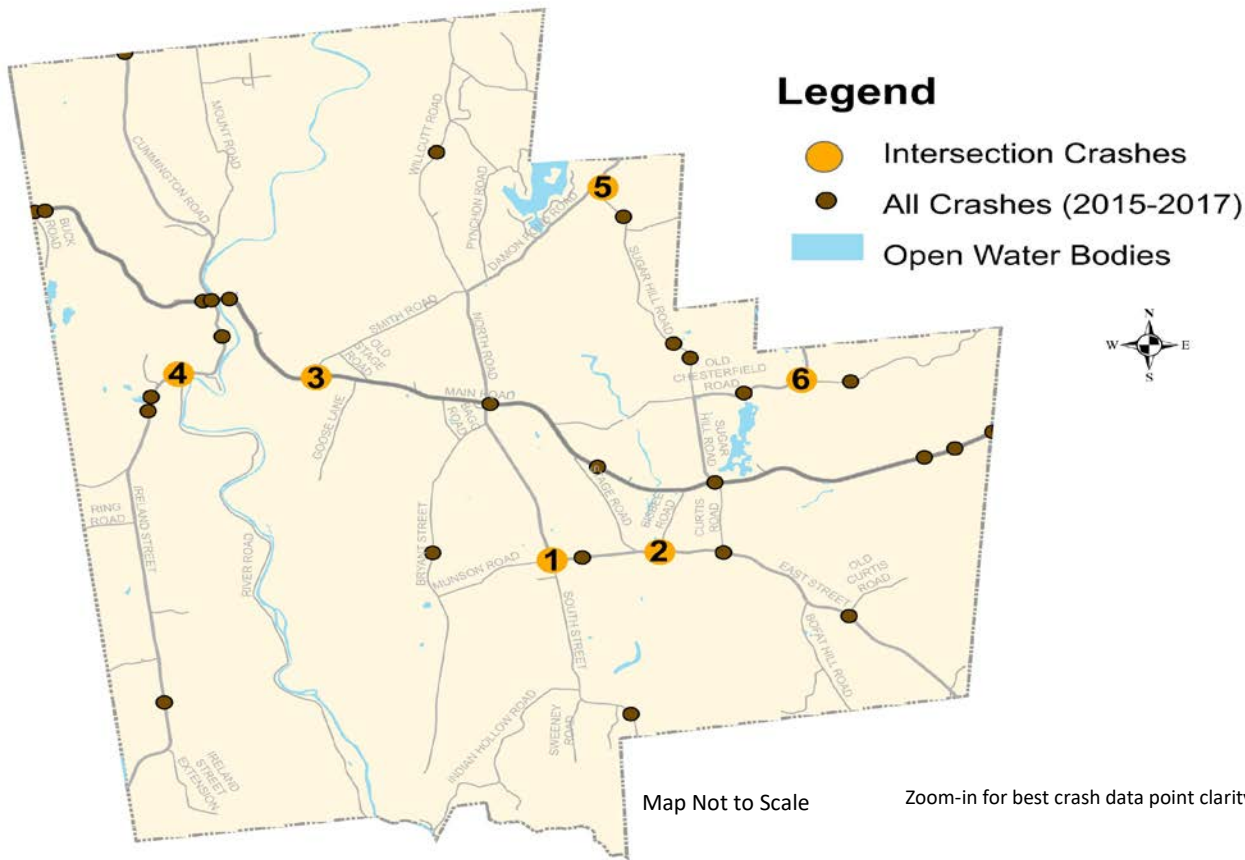 Legend
Intersection Crashes
All Crashes (2015-2017)
Open Water Bodies
N
W
E
S
MOUNT ROAD
CUMMINGTON ROAD
WILLCUTT ROAD
PYNCHON ROAD
DAMON POND ROAD
5
BUCK
ROAD
SUGAR HILL ROAD
SMITH ROAD
OLD
STAGE
ROAD
NORTH ROAD
OLD
CHESTERFIELD
ROAD
6
4
3
MAIN ROAD
GOOSE LANE
SUGAR
HILL ROAD
BISBEE
ROAD
CURTIS
ROAD
RING
ROAD
IRELAND STREET
RIVER ROAD
BRYANT STREET
MUNSON ROAD
1
2
EAST STREET
OLD
CURTIS
ROAD
SOUTH STREET
BOFAT HILL ROAD
INDIAN HOLLOW ROAD
SWEENEY
ROAD
IRELAND
STREET
EXTENSION
Map Not to Scale
Zoom-in for best crash data point clarity